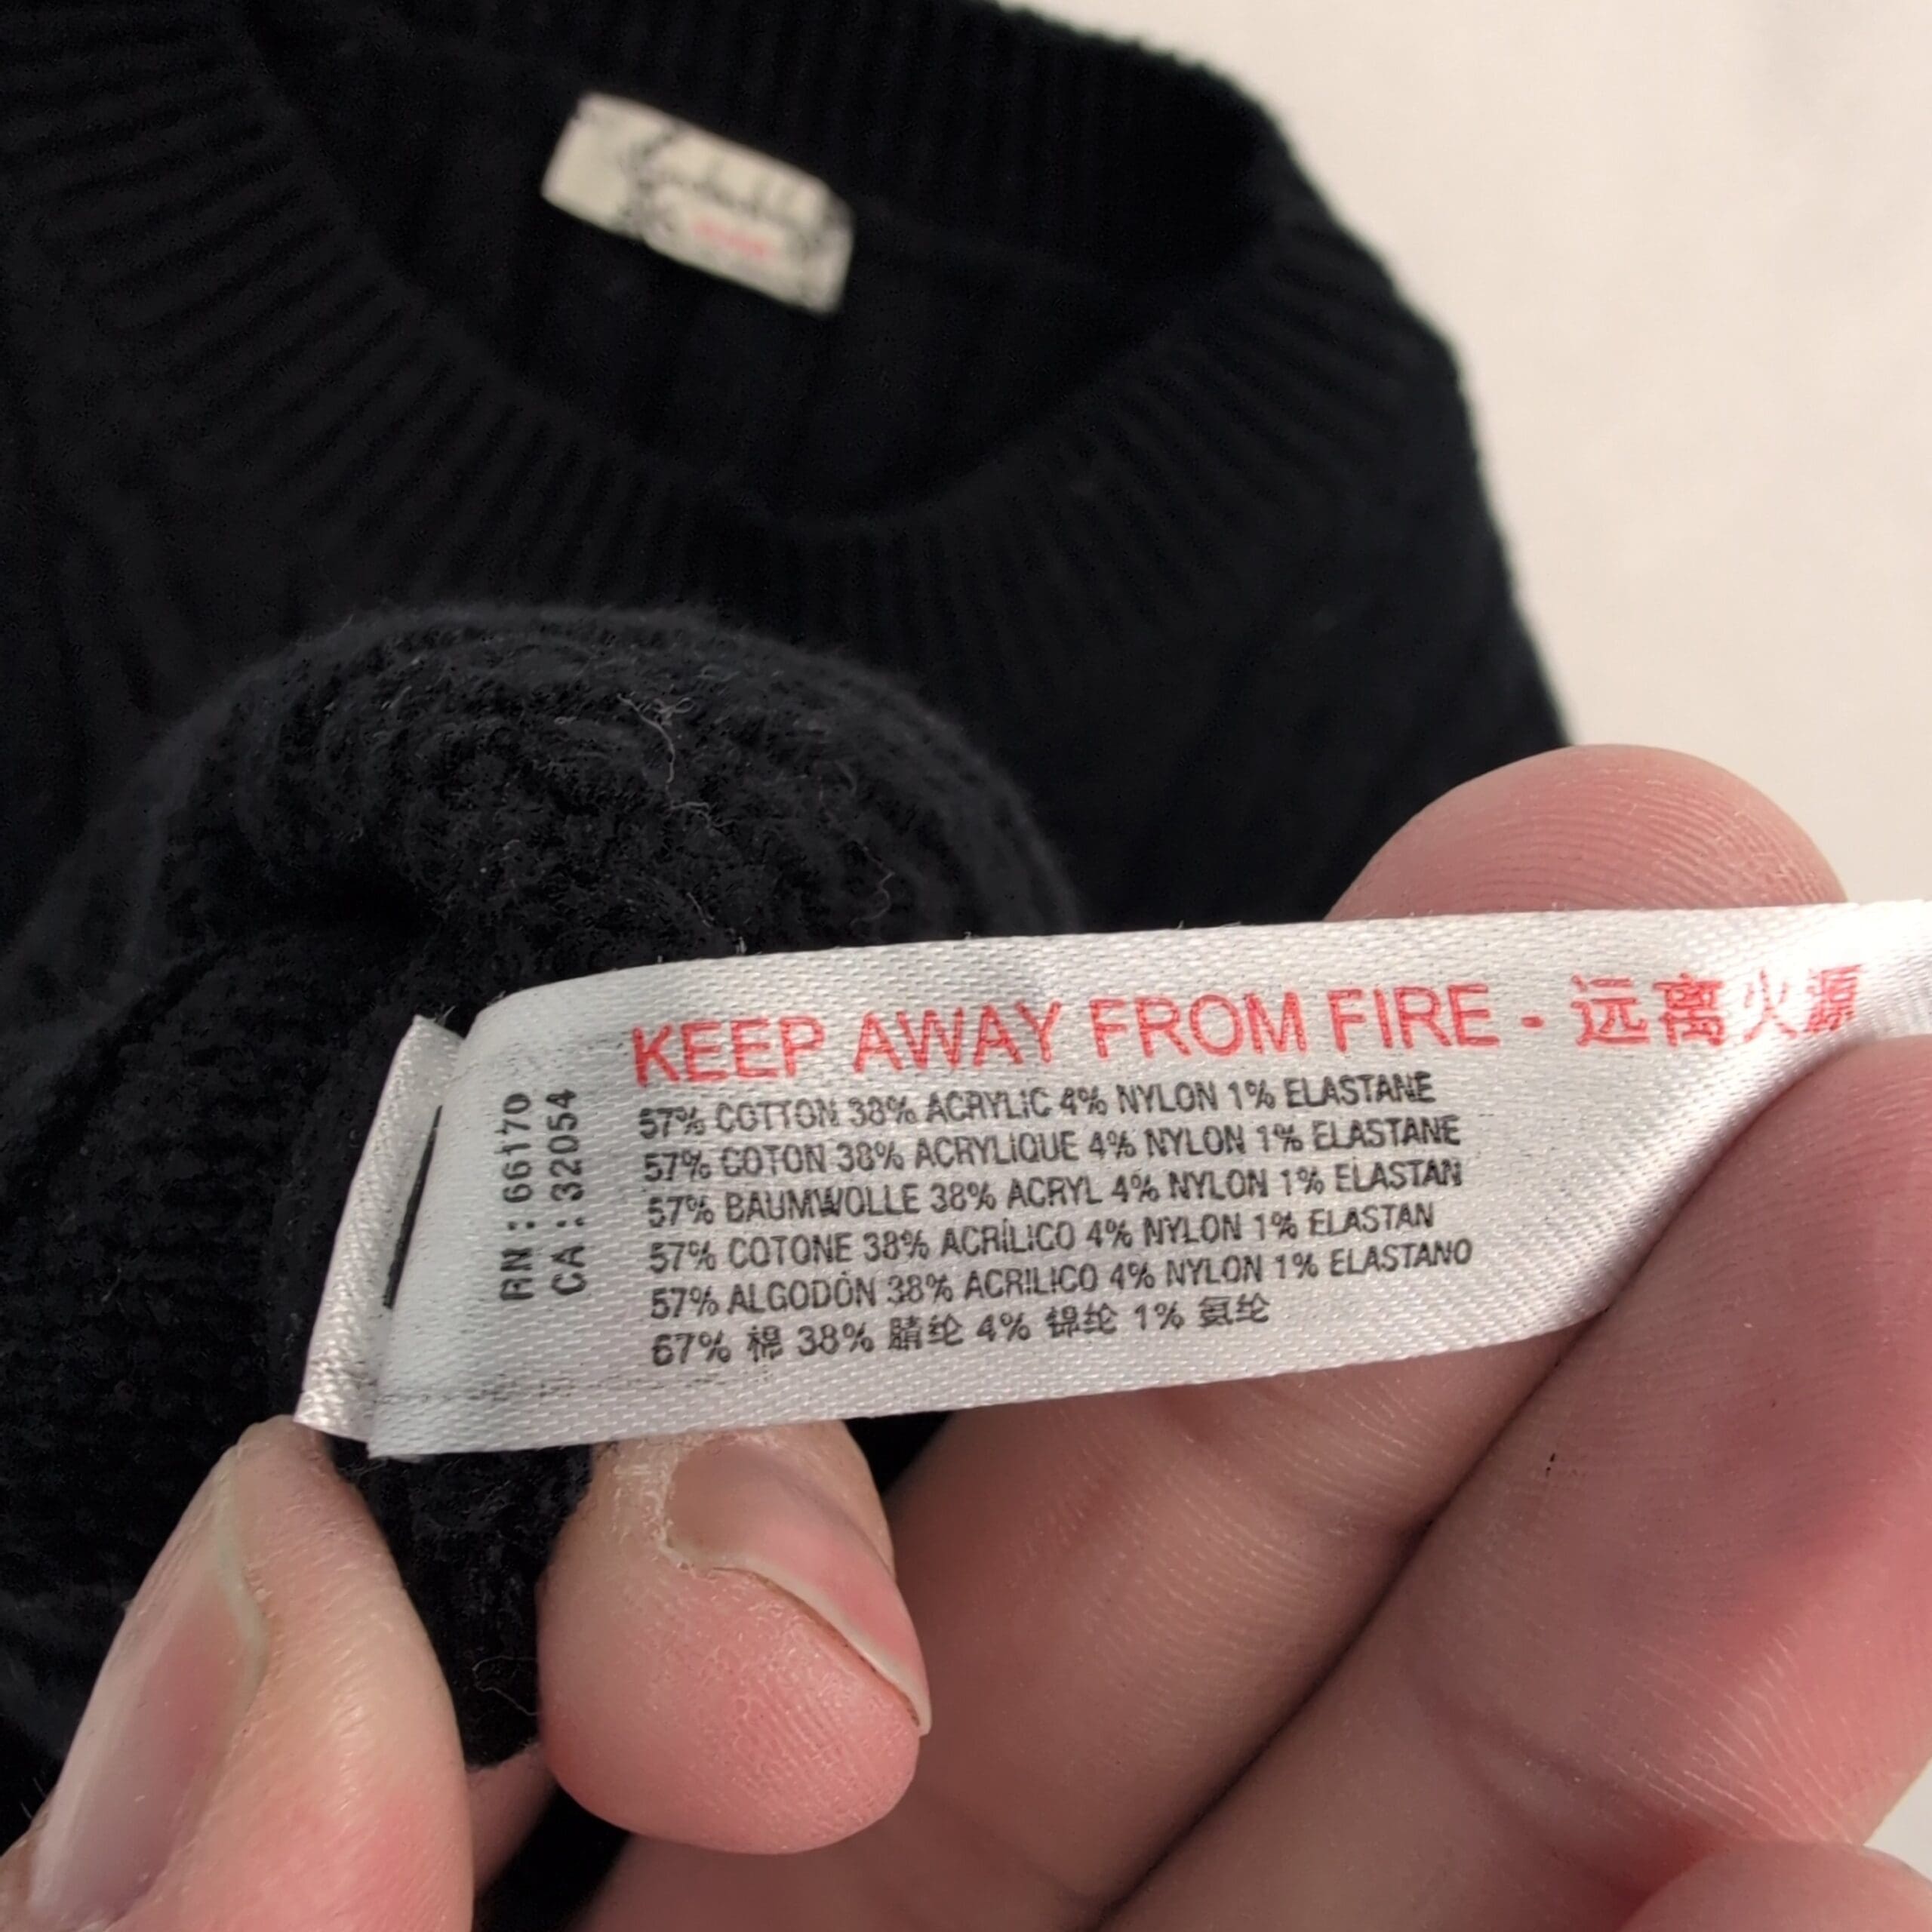 KEEP AWAY FROM FIRE - 远离火源
RN : 66170
CA : 32054
57% COTTON 38% ACRYLIC 4% NYLON 1% ELASTANE
57% COTON 38% ACRYLIQUE 4% NYLON 1% ELASTANE
57% BAUMWOLLE 38% ACRYL 4% NYLON 1% ELASTAN
57% COTONE 38% ACRÍLICO 4% NYLON 1% ELASTAN
57% ALGODÓN 38% ACRILICO 4% NYLON 1% ELASTANO
67% 棉 38% 腈纶 4% 锦纶 1% 氨纶